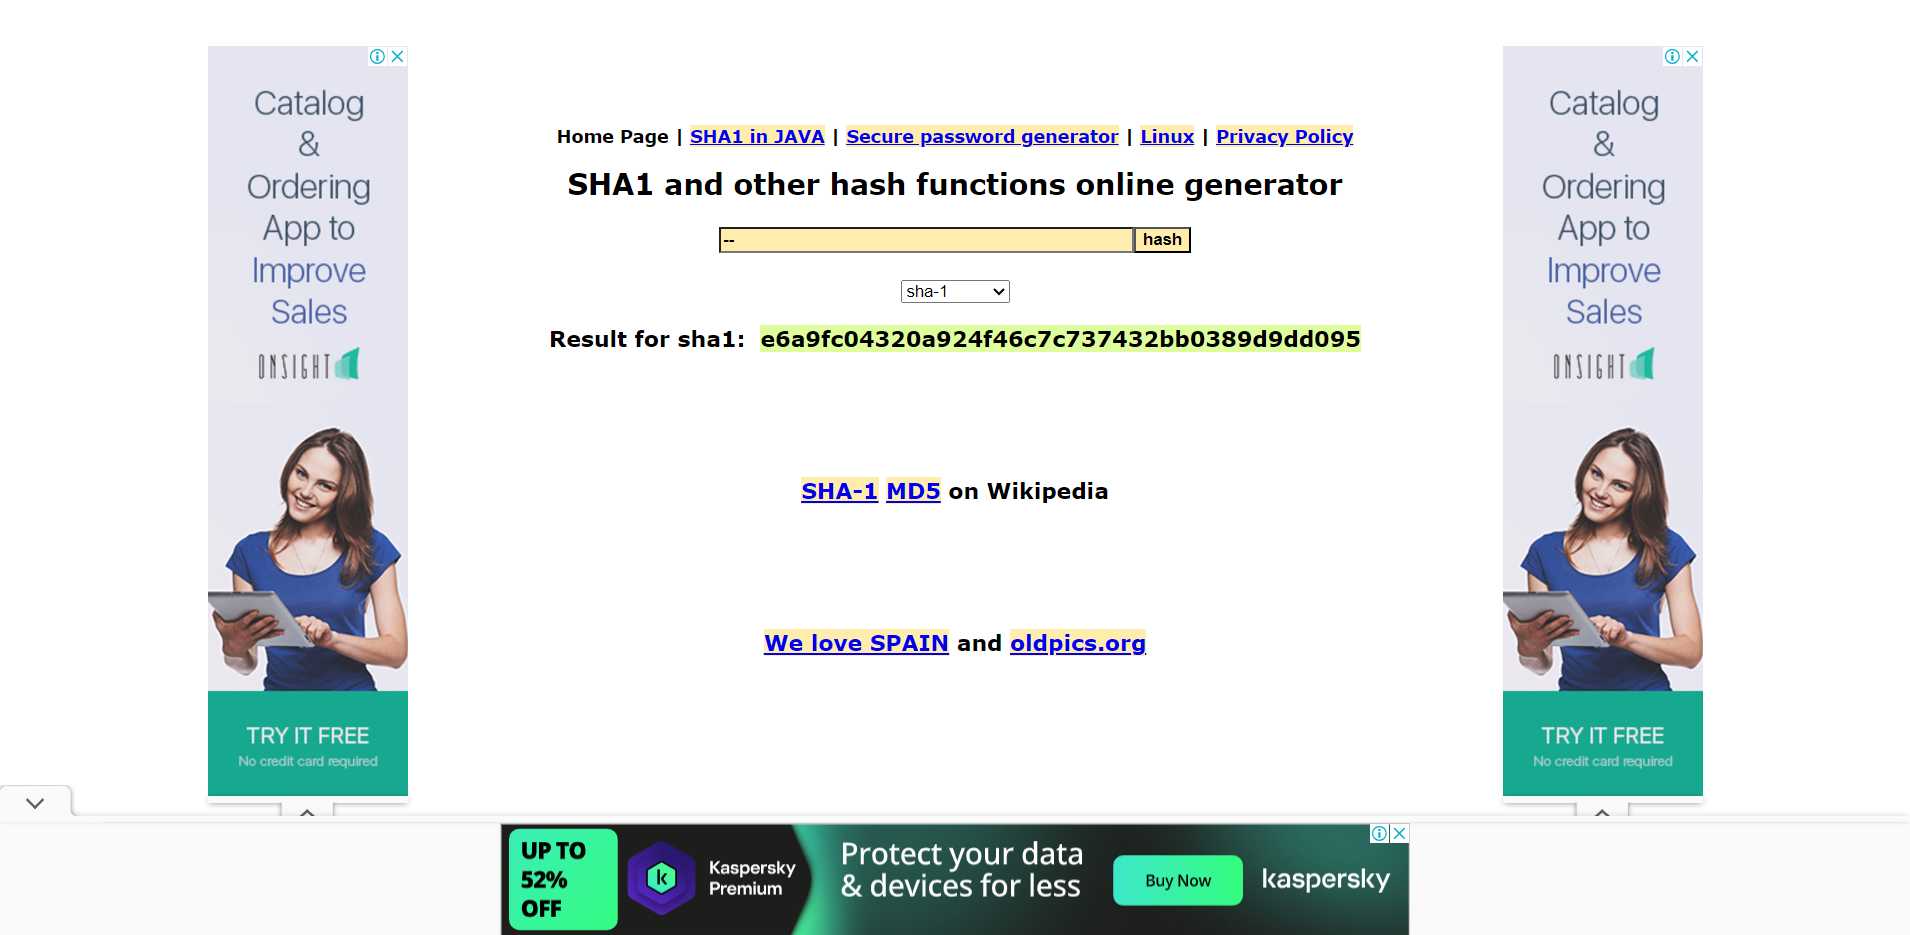 Catalog
&
Ordering
App to
Improve
Sales
ONSIGHT
TRY IT FREE
No credit card required
Home Page | SHA1 in JAVA | Secure password generator | Linux | Privacy Policy
SHA1 and other hash functions online generator
-- hash
sha-1
Result for sha1: e6a9fc04320a924f46c7c737432bb0389d9dd095
SHA-1 MD5 on Wikipedia
We love SPAIN and oldpics.org
Catalog
&
Ordering
App to
Improve
Sales
ONSIGHT
TRY IT FREE
No credit card required
UP TO
52%
OFF
Kaspersky
Premium
Protect your data
& devices for less
Buy Now
kaspersky